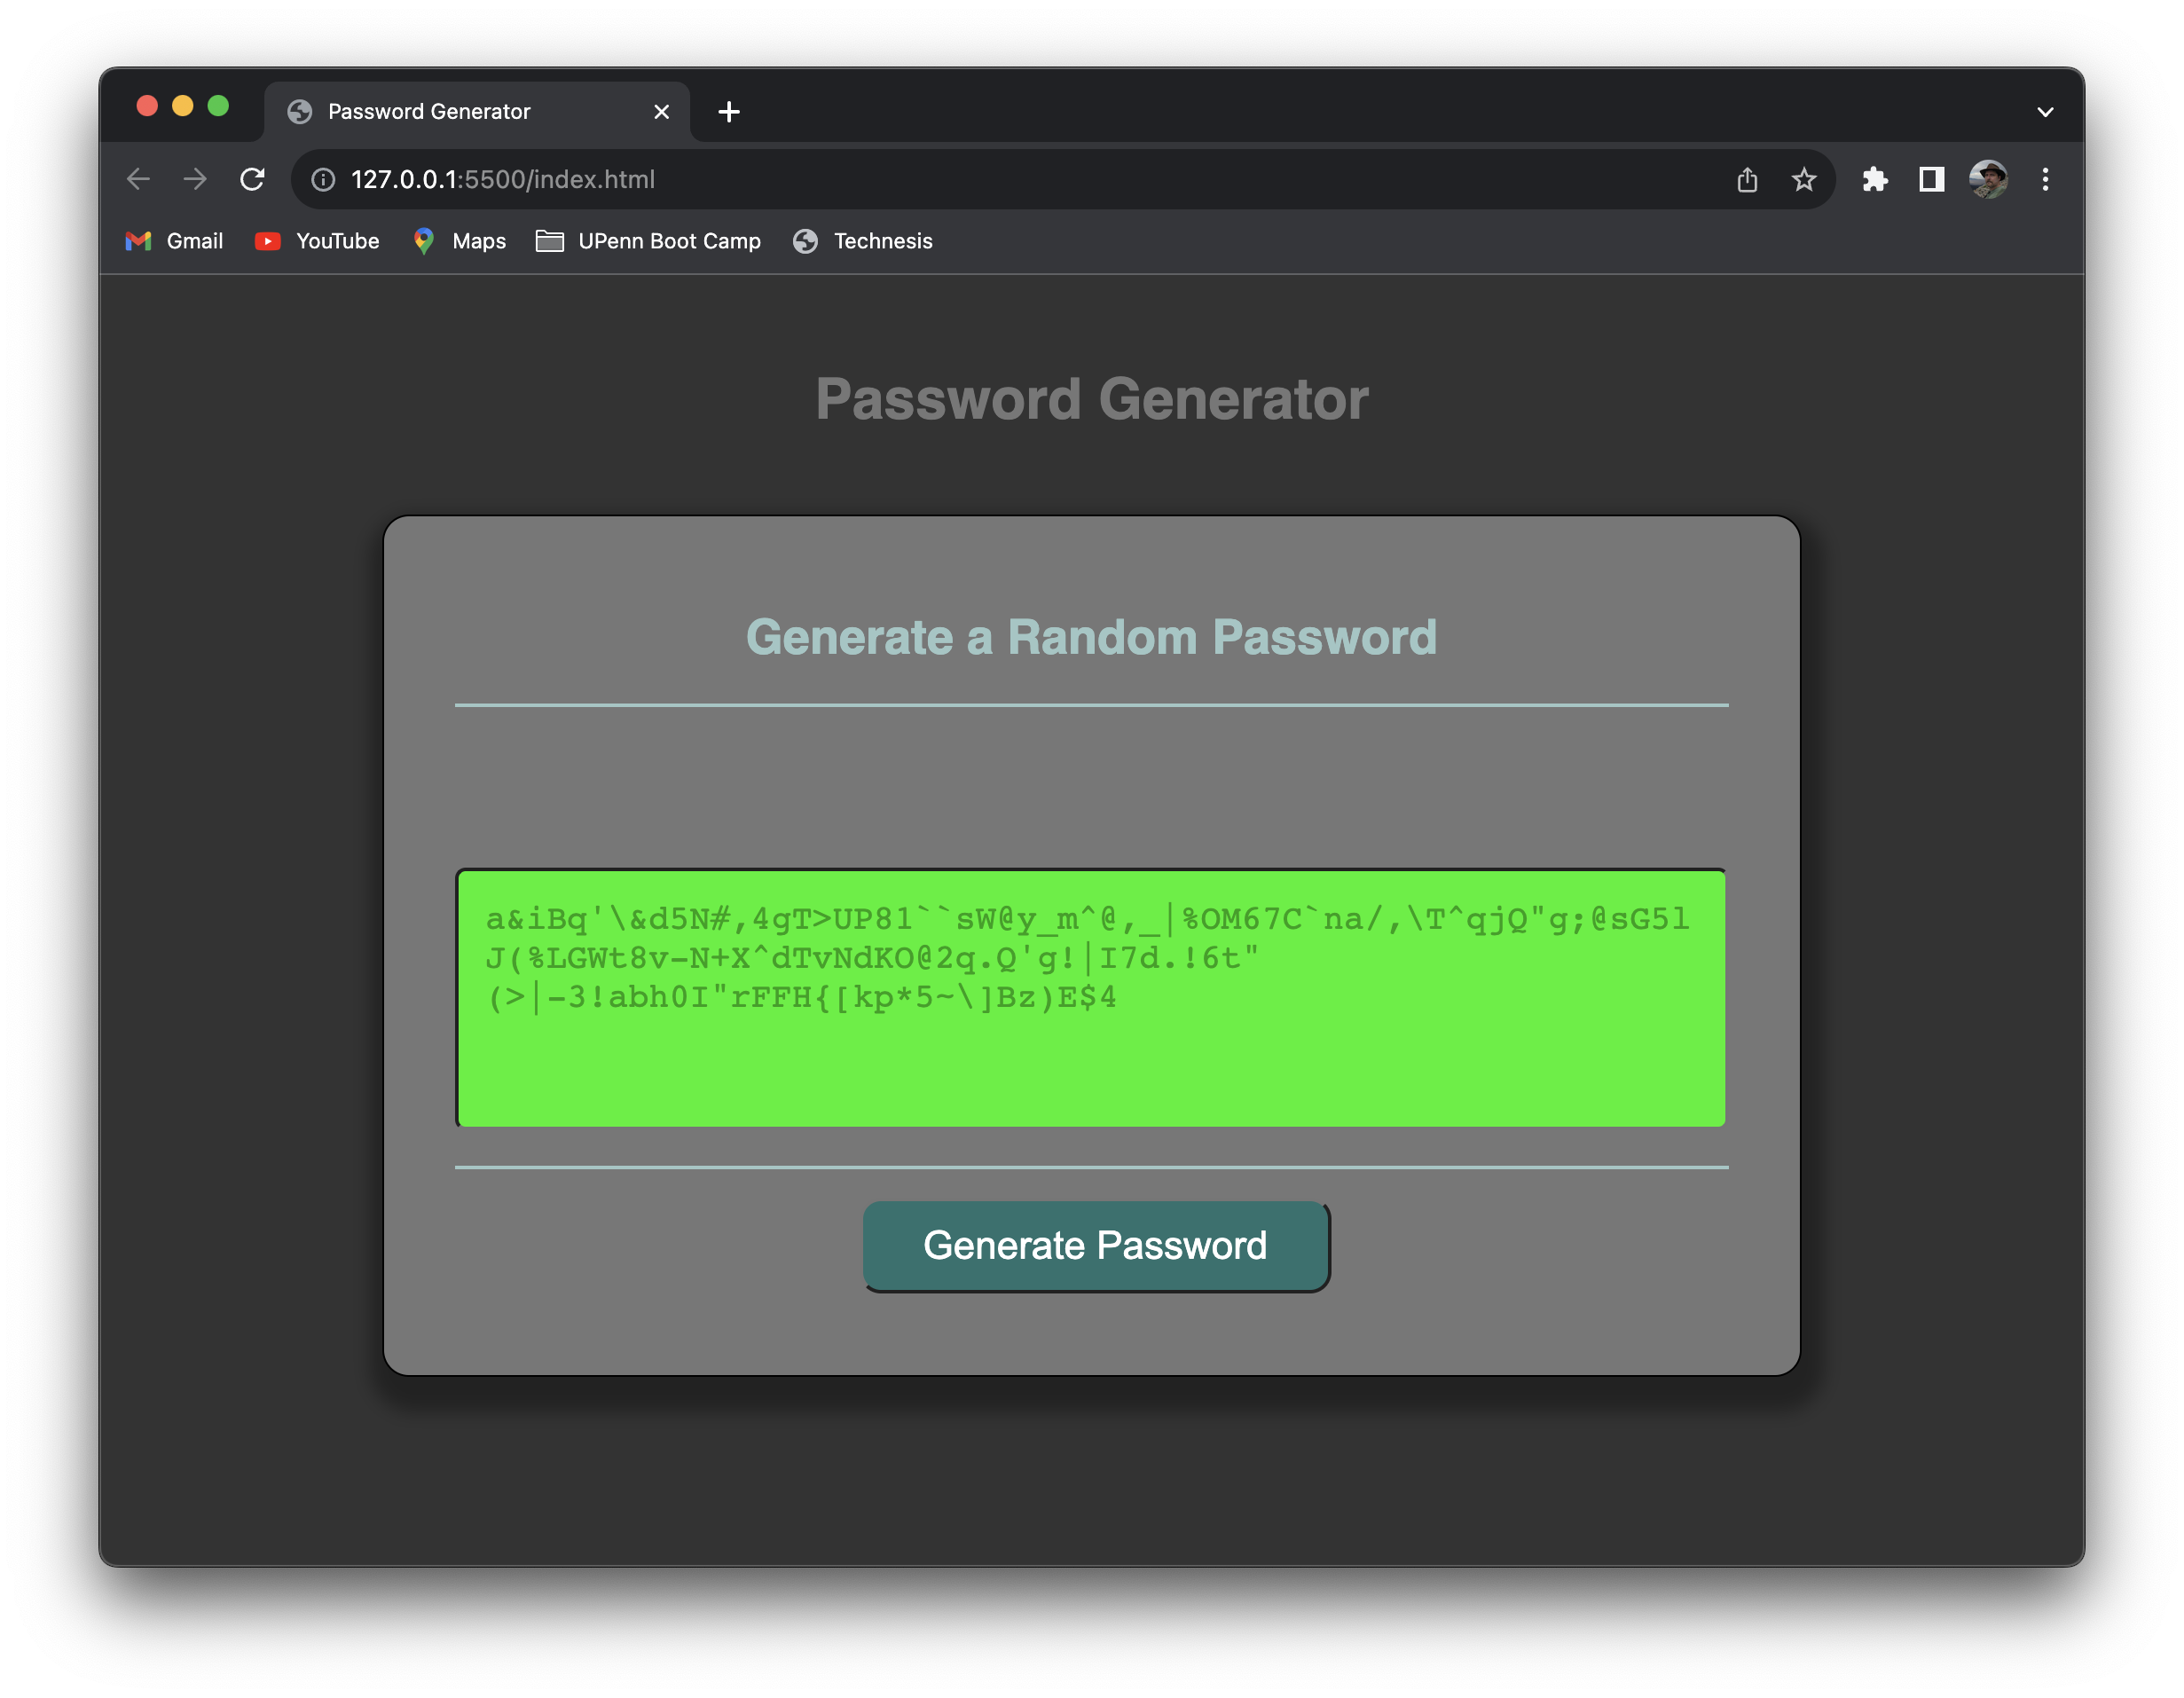 Password Generator
127.0.0.1:5500/index.html
Gmail YouTube Maps UPenn Boot Camp Technesis
Password Generator
Generate a Random Password
a&iBq'\&d5N#,4gT>UP81``sW@y_m^@,_|%OM67C`na/,\T^qjQ"g;@sG5l
J(%LGWt8v-N+X^dTvNdKO@2q.Q'g!|I7d.!6t"
(>|-3!abh0I"rFFH{[kp*5~\]Bz)E$4
Generate Password